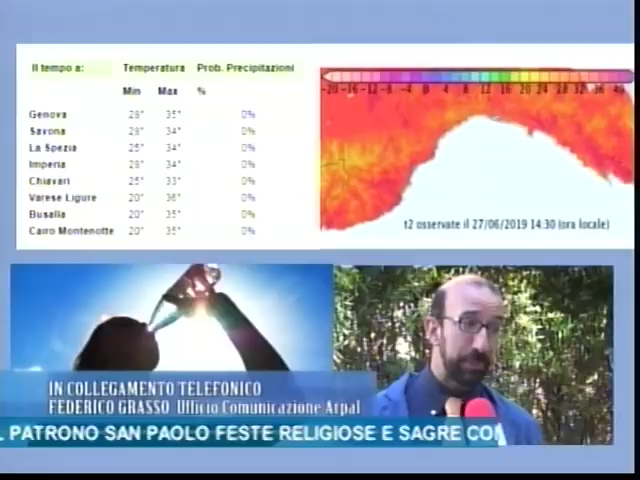 Il tempo a: Temperatura Prob. Precipitazioni
Min Max %
Genova 28° 35° 0%
Savona 28° 34° 0%
La Spezia 25° 34° 0%
Imperia 28° 34° 0%
Chiavari 25° 33° 0%
Varese Ligure 20° 36° 0%
Busalla 20° 35° 0%
Cairo Montenotte 20° 35° 0%
-20 -16 -12 -8 -4 0 4 8 12 16 20 24 28 32 36 40
t2 osservate il 27/06/2019 14:30 (ora locale)
IN COLLEGAMENTO TELEFONICO
FEDERICO GRASSO Ufficio Comunicazione Arpal
L PATRONO SAN PAOLO FESTE RELIGIOSE E SAGRE CON